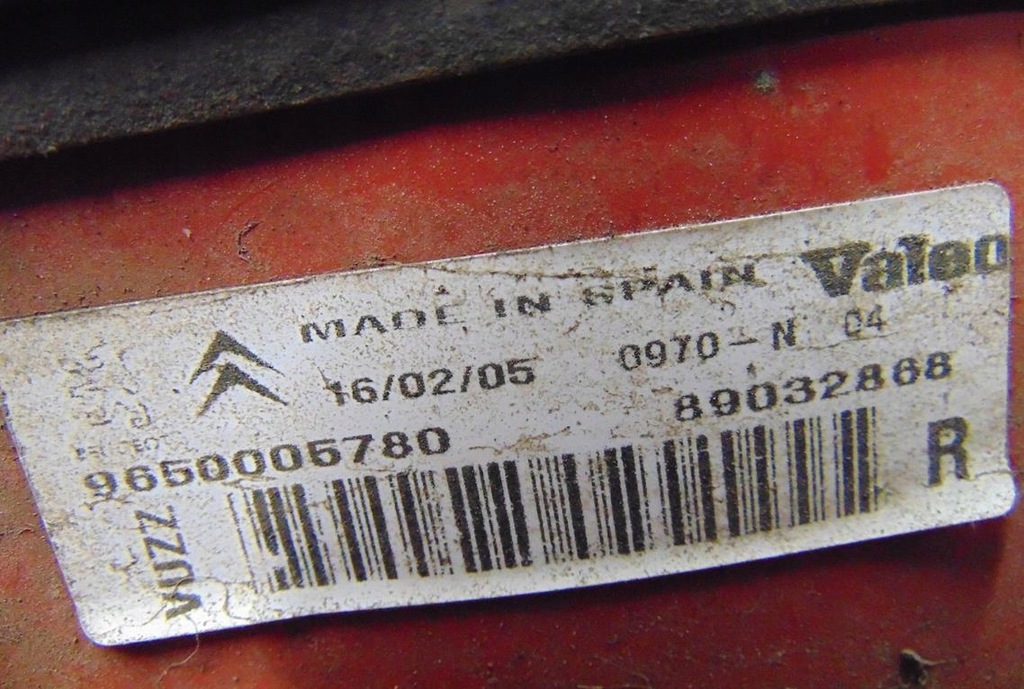 MADE IN SPAIN Valeo
16/02/05 0970-N 04
9650005780 89032868
VUZZ
R